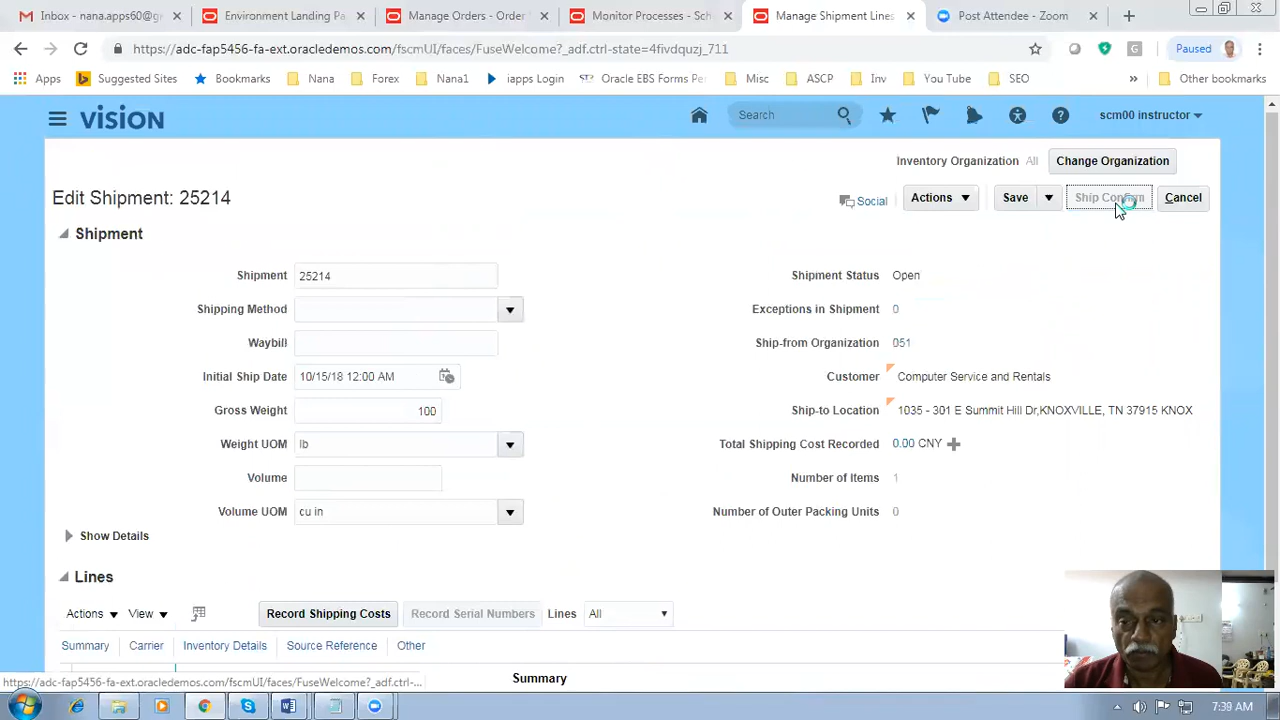 Inbox - nana.apps60@g
Environment Landing Pa
Manage Orders - Order
Monitor Processes - Sch
Manage Shipment Lines
Post Attendee - Zoom
https://adc-fap5456-fa-ext.oracledemos.com/fscmUI/faces/FuseWelcome?_adf.ctrl-state=4fivdquzj_711
Paused
Apps
Suggested Sites
Bookmarks
Nana
Forex
Nana1
iapps Login
Oracle EBS Forms Per
Misc
ASCP
Inv
You Tube
SEO
»
Other bookmarks
vision
Search
scm00 instructor
Inventory Organization All
Change Organization
Edit Shipment: 25214
Social
Actions
Save
Ship Confirm
Cancel
Shipment
Shipment 25214
Shipment Status Open
Shipping Method
Exceptions in Shipment 0
Waybill
Ship-from Organization 051
Initial Ship Date 10/15/18 12:00 AM
Customer Computer Service and Rentals
Gross Weight 100
Ship-to Location 1035 - 301 E Summit Hill Dr,KNOXVILLE, TN 37915 KNOX
Weight UOM lb
Total Shipping Cost Recorded 0.00 CNY
Volume
Number of Items 1
Volume UOM cu in
Number of Outer Packing Units 0
Show Details
Lines
Actions
View
Record Shipping Costs
Record Serial Numbers
Lines All
Summary
Carrier
Inventory Details
Source Reference
Other
https://adc-fap5456-fa-ext.oracledemos.com/fscmUI/faces/FuseWelcome?_adf.ctrl-...
Summary
7:39 AM